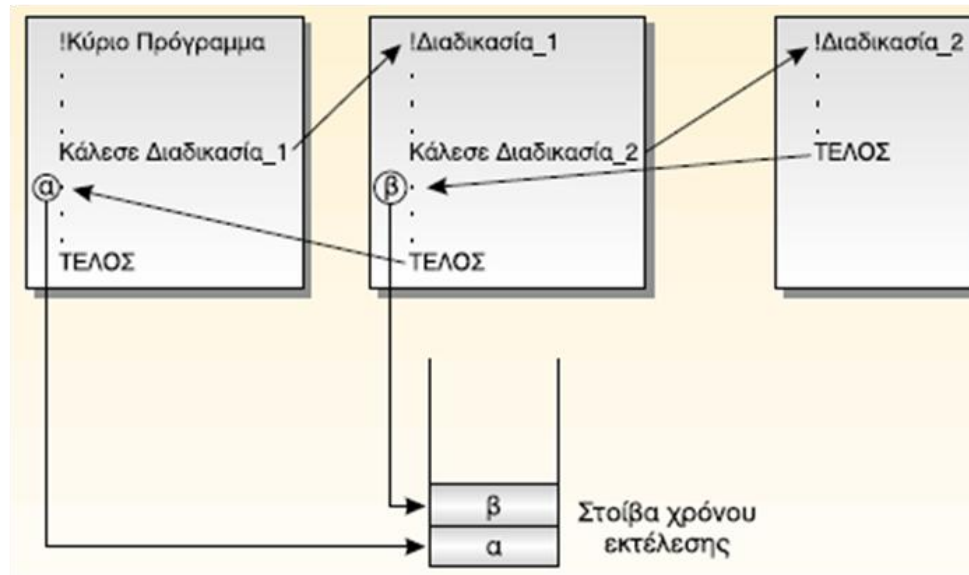 !Κύριο Πρόγραμμα
.
.
.
Κάλεσε Διαδικασία_1
α .
.
.
ΤΕΛΟΣ
!Διαδικασία_1
.
.
.
Κάλεσε Διαδικασία_2
β .
.
.
ΤΕΛΟΣ
!Διαδικασία_2
.
.
.
ΤΕΛΟΣ
β
α
Στοίβα χρόνου
εκτέλεσης